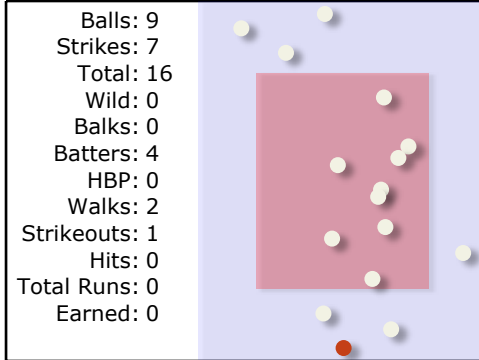 Balls: 9
Strikes: 7
Total: 16
Wild: 0
Balks: 0
Batters: 4
HBP: 0
Walks: 2
Strikeouts: 1
Hits: 0
Total Runs: 0
Earned: 0